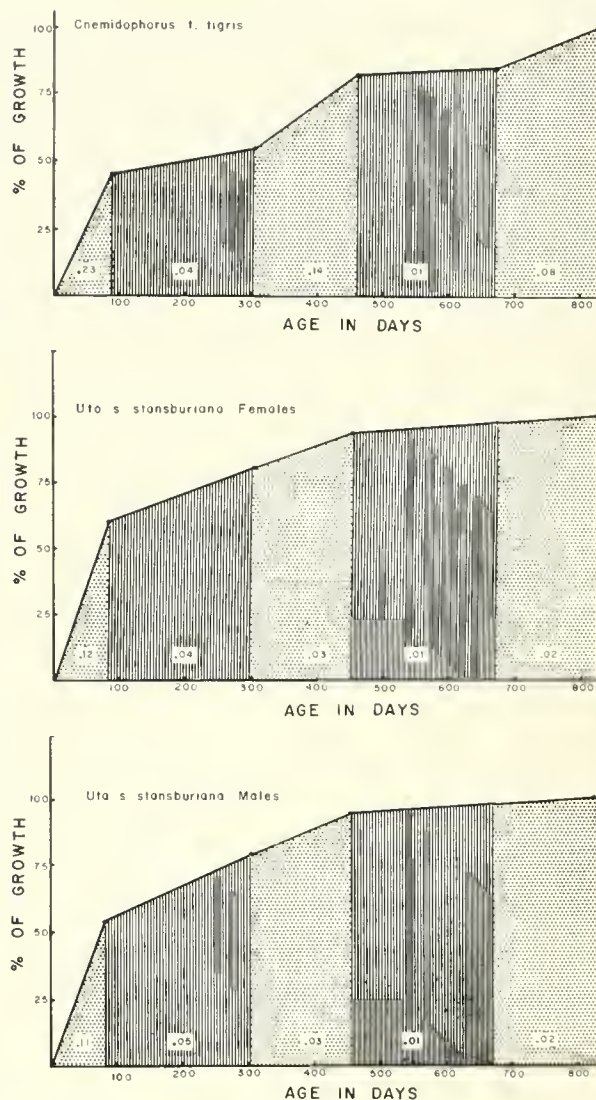 Cnemidophorus t. tigris
% OF GROWTH
100
75
50
25
.23
.04
.14
.01
.08
100 200 300 400 500 600 700 800
AGE IN DAYS
Uta s stansburiana Females
% OF GROWTH
100
75
50
25
.12
.04
.03
.01
.02
100 200 300 400 500 600 700 800
AGE IN DAYS
Uta s stansburiana Males
% OF GROWTH
100
75
50
25
.11
.05
.03
.01
.02
100 200 300 400 500 600 700 800
AGE IN DAYS